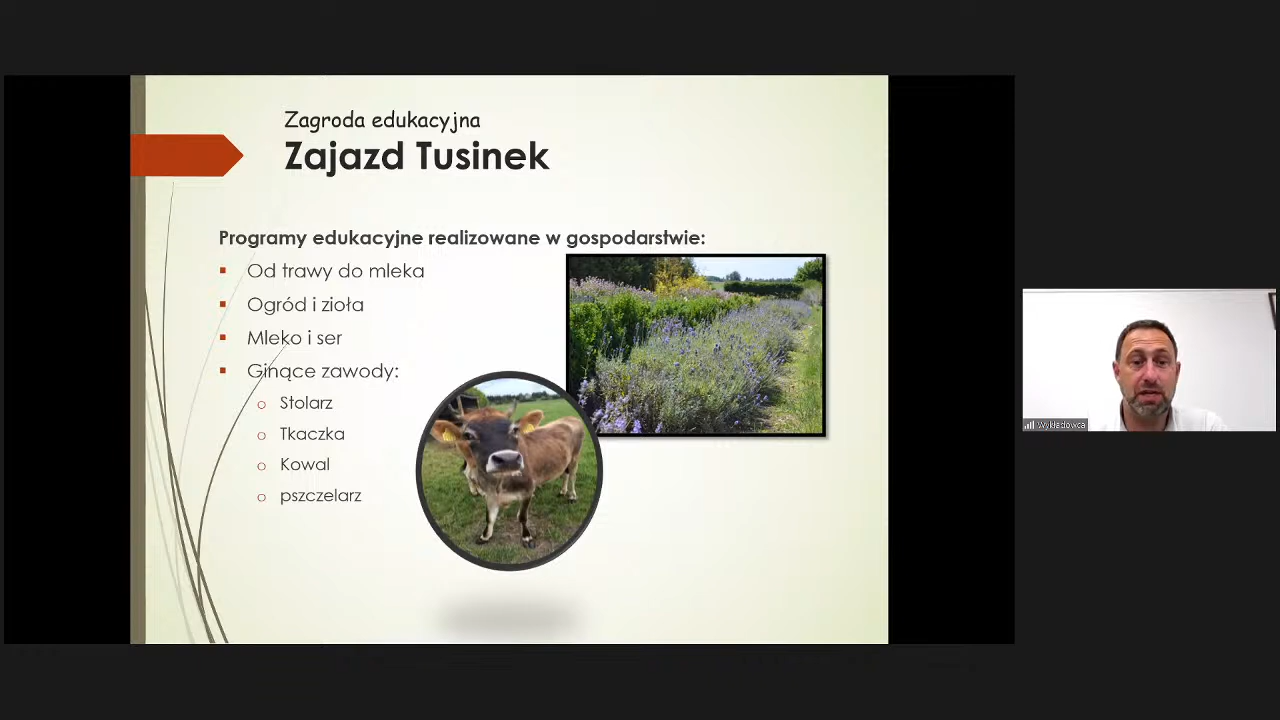 Zagroda edukacyjna
Zajazd Tusinek
Programy edukacyjne realizowane w gospodarstwie:
Od trawy do mleka
Ogród i zioła
Mleko i ser
Ginące zawody:
Stolarz
Tkaczka
Kowal
pszczelarz
Wykładowca